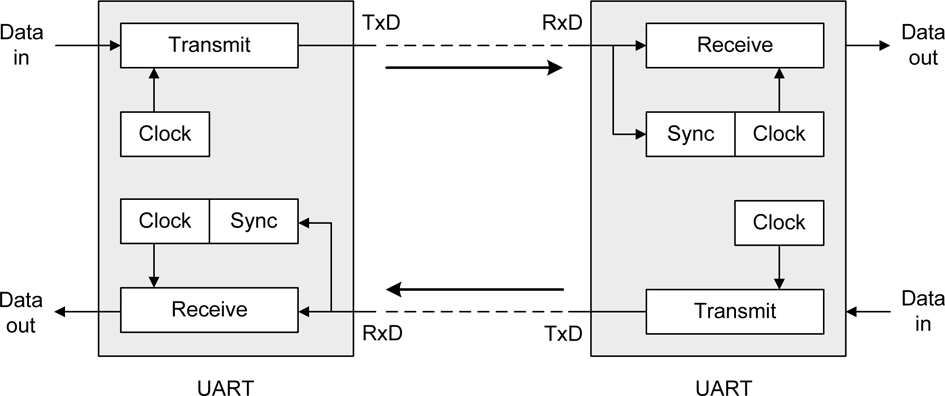 Data
in
Transmit
TxD
RxD
Receive
Data
out
Clock
Sync
Clock
Clock
Sync
Clock
Data
out
Receive
RxD
TxD
Transmit
Data
in
UART
UART